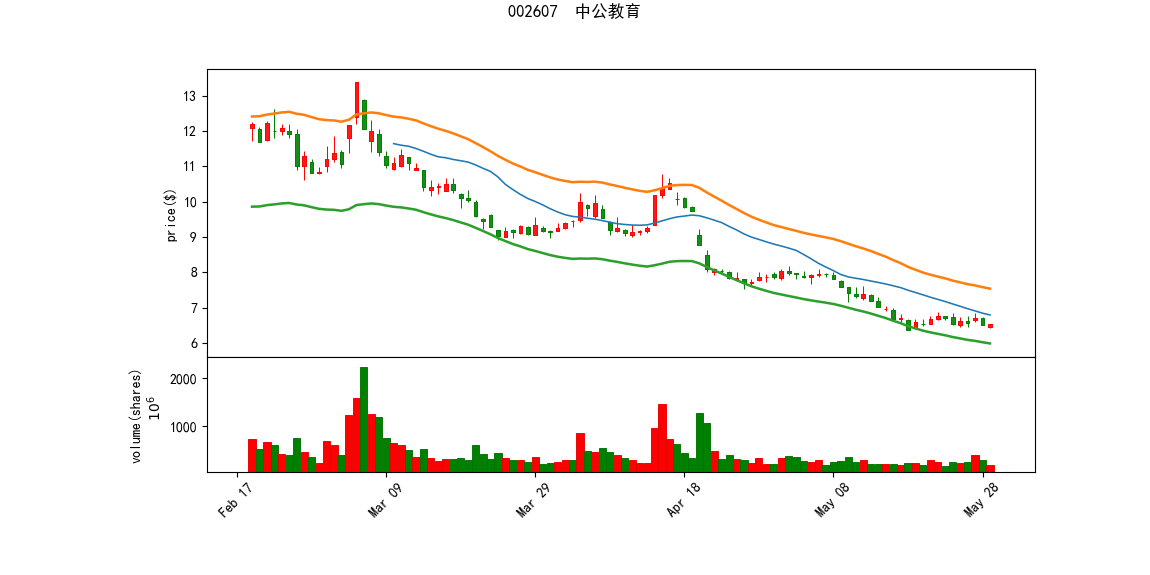 002607 中公教育
13
12
11
10
9
8
7
6
price($)
2000
1000
volume(shares)
10^6
Feb 17
Mar 09
Mar 29
Apr 18
May 08
May 28